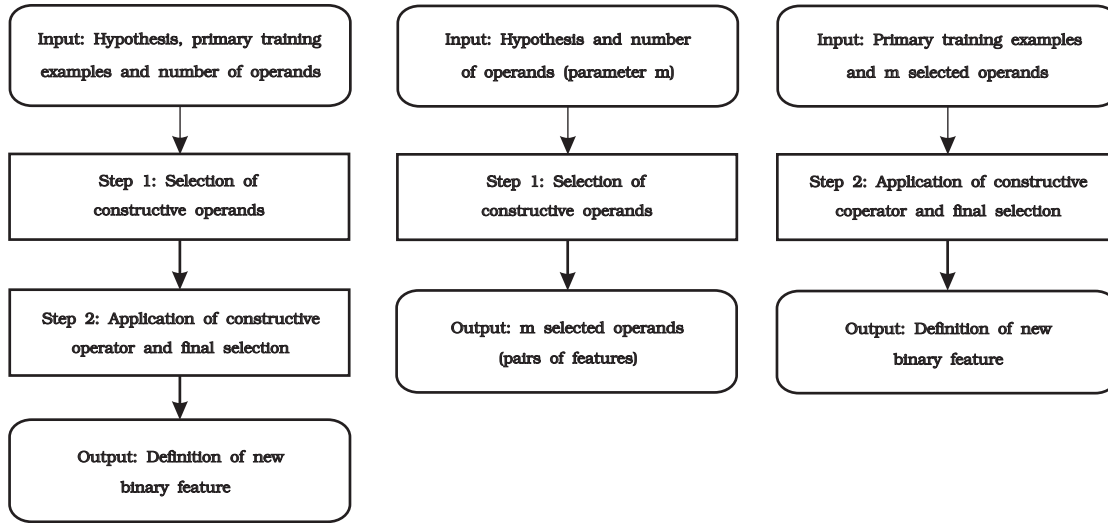 Input: Hypothesis, primary training
examples and number of operands
Step 1: Selection of
constructive operands
Step 2: Application of constructive
operator and final selection
Output: Definition of new
binary feature
Input: Hypothesis and number
of operands (parameter m)
Step 1: Selection of
constructive operands
Output: m selected operands
(pairs of features)
Input: Primary training examples
and m selected operands
Step 2: Application of constructive
coperator and final selection
Output: Definition of new
binary feature